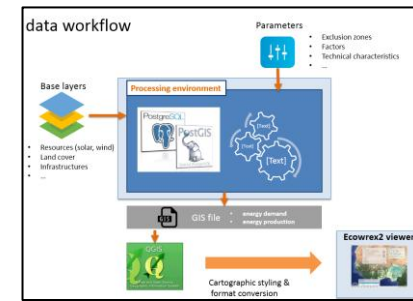 data workflow
Parameters
• Exclusion zones
• Factors
• Technical characteristics
• ...
Base layers
• Resources (solar, wind)
• Land cover
• Infrastructures
• ...
Processing environment
PostgreSQL
PostGIS
[Text]
[Text]
[Text]
GIS
GIS file
• energy demand
• energy production
QGIS
Cartographic styling &
format conversion
Ecowrex2 viewer